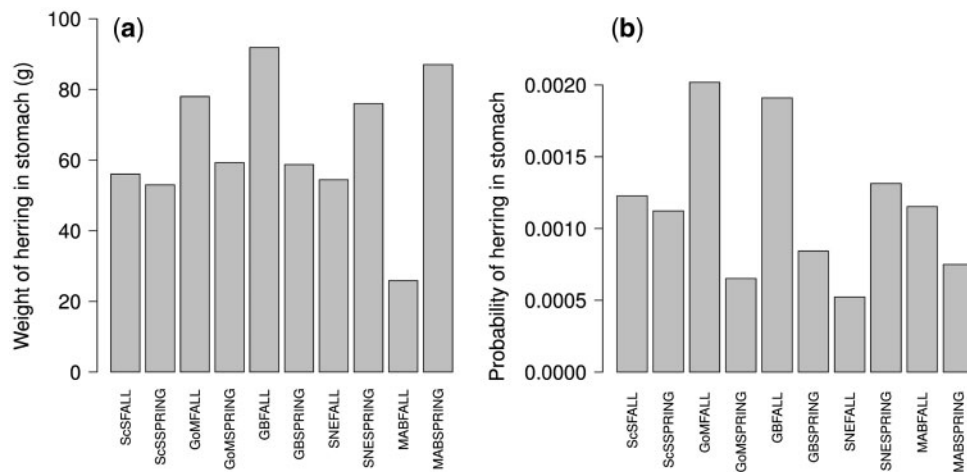 (a)
Weight of herring in stomach (g)
100
80
60
40
20
0
ScSFALL
ScSSPRING
GoMFALL
GoMSPRING
GBFALL
GBSPRING
SNEFALL
SNESPRING
MABFALL
MABSPRING
(b)
Probability of herring in stomach
0.0020
0.0015
0.0010
0.0005
0.0000
ScSFALL
ScSSPRING
GoMFALL
GoMSPRING
GBFALL
GBSPRING
SNEFALL
SNESPRING
MABFALL
MABSPRING